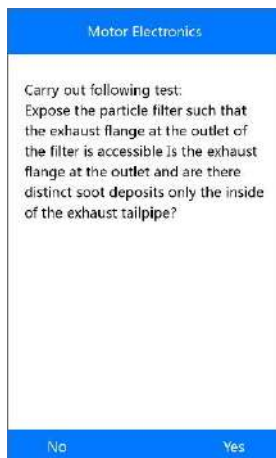 Motor Electronics
Carry out following test:
Expose the particle filter such that
the exhaust flange at the outlet of
the filter is accessible Is the exhaust
flange at the outlet and are there
distinct soot deposits only the inside
of the exhaust tailpipe?
No
Yes